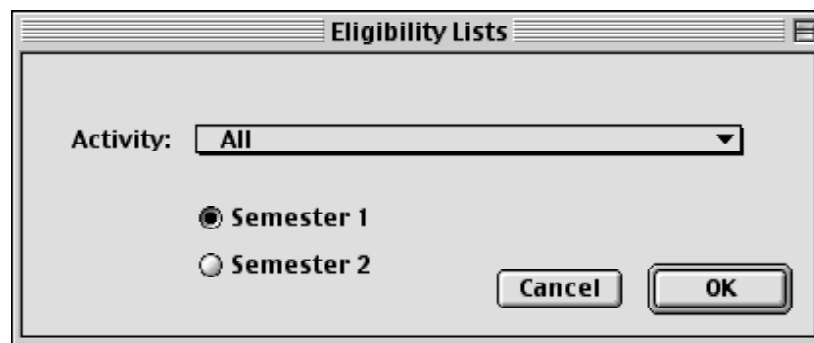 Eligibility Lists
Activity: All
Semester 1
Semester 2
Cancel OK